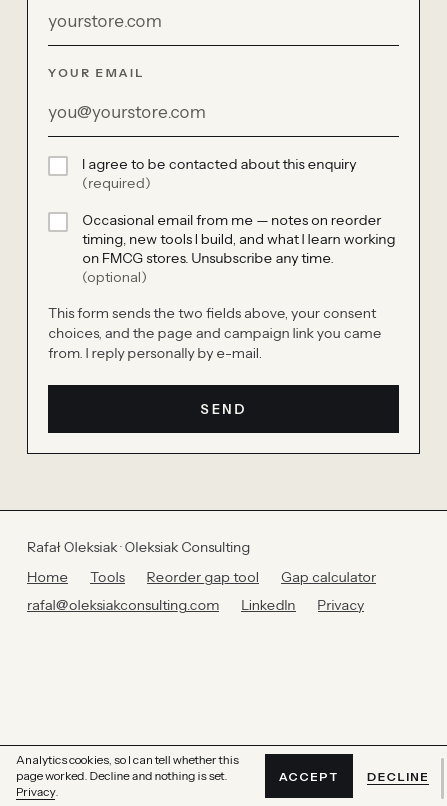 yourstore.com
YOUR EMAIL
you@yourstore.com
I agree to be contacted about this enquiry
(required)
Occasional email from me — notes on reorder
timing, new tools I build, and what I learn working
on FMCG stores. Unsubscribe any time.
(optional)
This form sends the two fields above, your consent
choices, and the page and campaign link you came
from. I reply personally by e-mail.
SEND
Rafał Oleksiak · Oleksiak Consulting
Home Tools Reorder gap tool Gap calculator
rafal@oleksiakconsulting.com LinkedIn Privacy
Analytics cookies, so I can tell whether this
page worked. Decline and nothing is set.
Privacy.
ACCEPT DECLINE